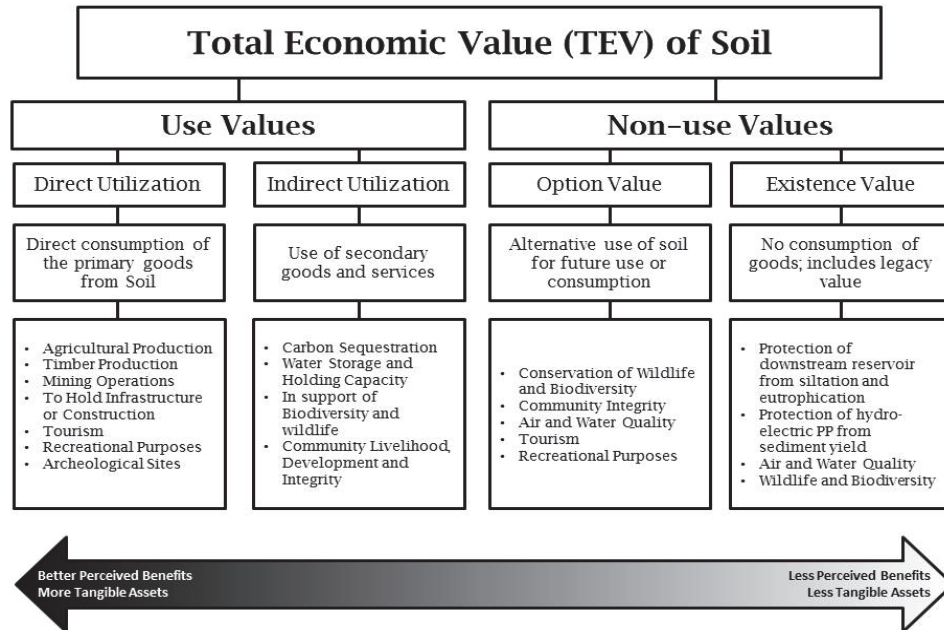 Total Economic Value (TEV) of Soil
Use Values
Non-use Values
Direct Utilization
Indirect Utilization
Option Value
Existence Value
Direct consumption of
the primary goods
from Soil
Use of secondary
goods and services
Alternative use of soil
for future use or
consumption
No consumption of
goods; includes legacy
value
• Agricultural Production
• Timber Production
• Mining Operations
• To Hold Infrastructure
or Construction
• Tourism
• Recreational Purposes
• Archeological Sites
• Carbon Sequestration
• Water Storage and
Holding Capacity
• In support of
Biodiversity and
wildlife
• Community Livelihood,
Development and
Integrity
• Conservation of Wildlife
and Biodiversity
• Community Integrity
• Air and Water Quality
• Tourism
• Recreational Purposes
• Protection of
downstream reservoir
from siltation and
eutrophication
• Protection of hydro-
electric PP from
sediment yield
• Air and Water Quality
• Wildlife and Biodiversity
Better Perceived Benefits
More Tangible Assets
Less Perceived Benefits
Less Tangible Assets